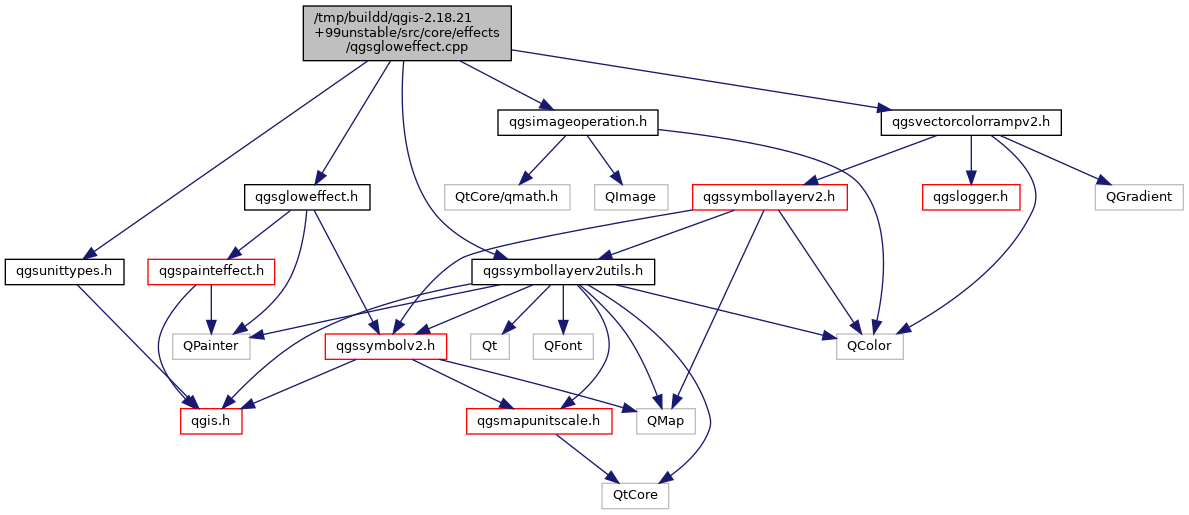 /tmp/buildd/qgis-2.18.21
+99unstable/src/core/effects
/qgsgloweffect.cpp
qgsimageoperation.h
qgsvectorcolorrampv2.h
qgsgloweffect.h
QtCore/qmath.h
QImage
qgssymbollayerv2.h
qgslogger.h
QGradient
qgsunittypes.h
qgspainteffect.h
qgssymbollayerv2utils.h
QPainter
qgssymbolv2.h
Qt
QFont
QColor
qgis.h
qgsmapunitscale.h
QMap
QtCore